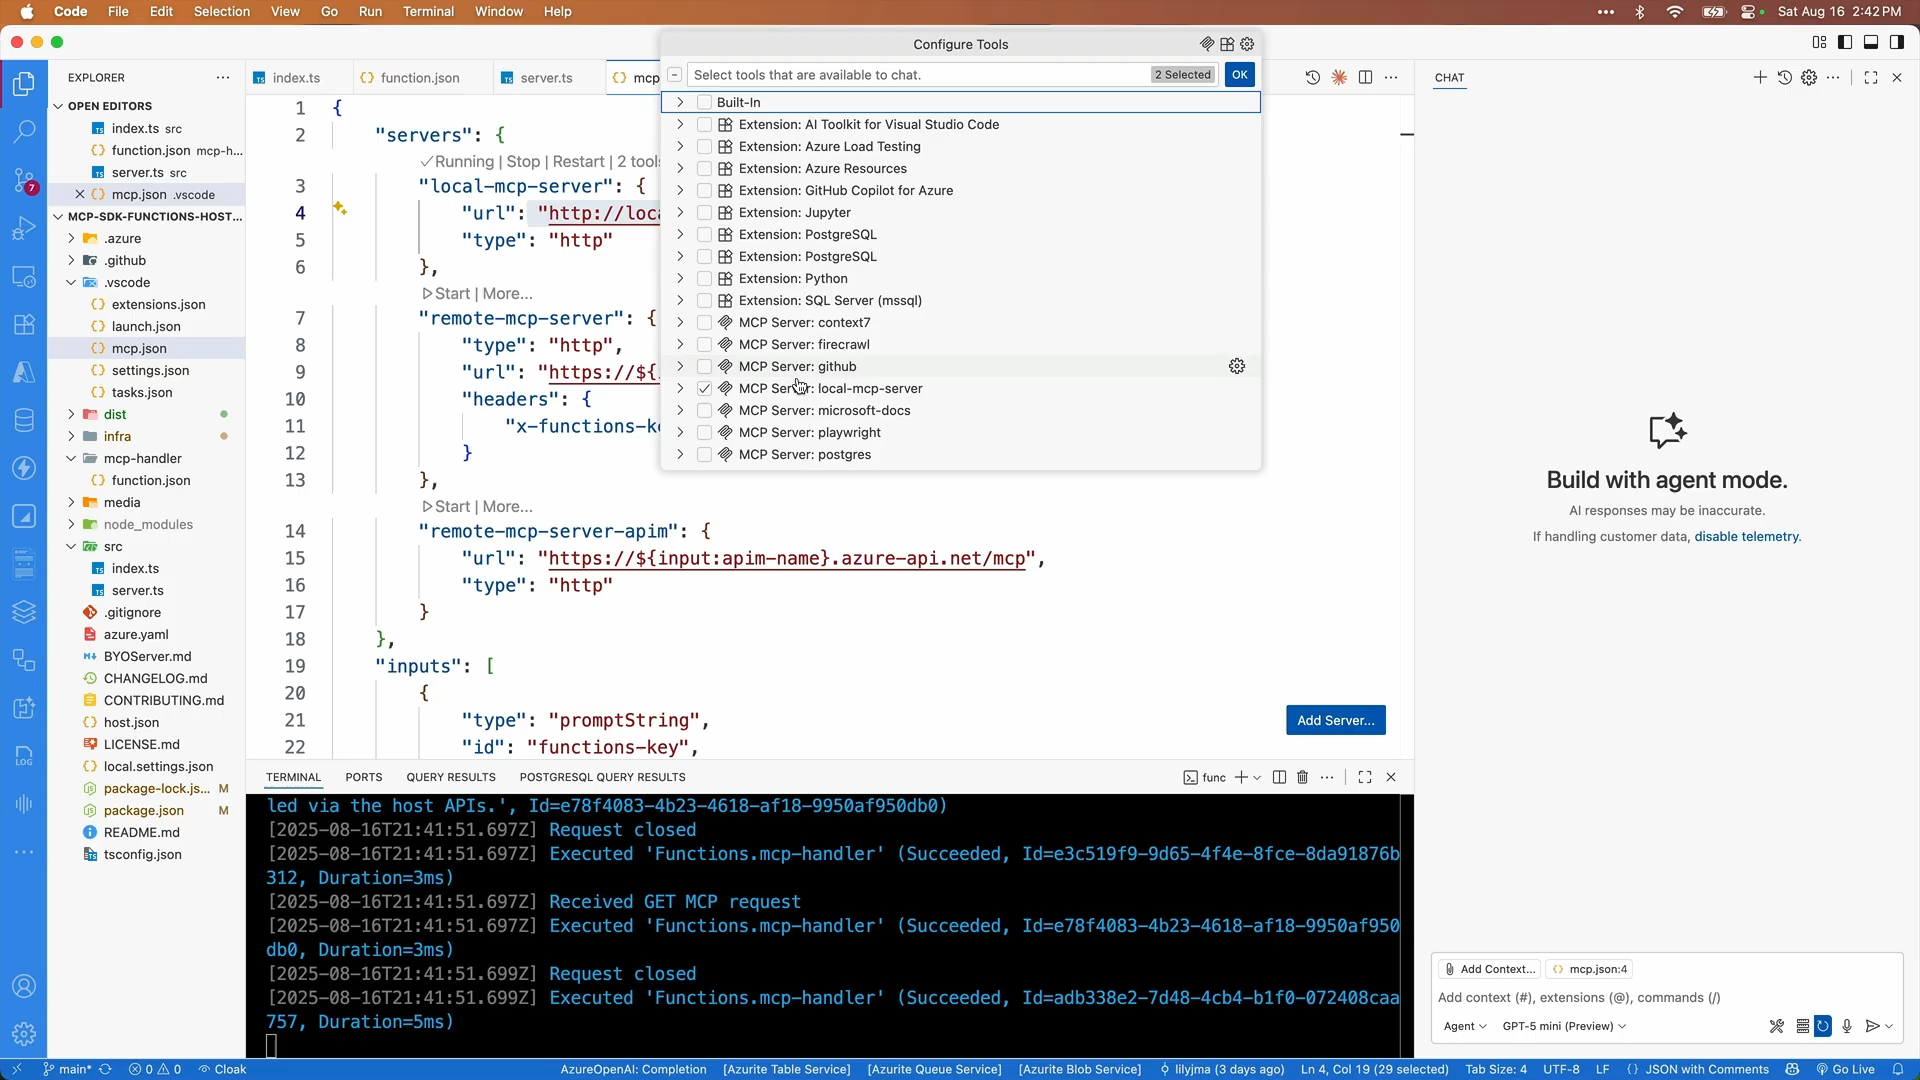 Code File Edit Selection View Go Run Terminal Window Help
Sat Aug 16 2:42 PM
Configure Tools
Select tools that are available to chat.
2 Selected
OK
Built-In
Extension: AI Toolkit for Visual Studio Code
Extension: Azure Load Testing
Extension: Azure Resources
Extension: GitHub Copilot for Azure
Extension: Jupyter
Extension: PostgreSQL
Extension: PostgreSQL
Extension: Python
Extension: SQL Server (mssql)
MCP Server: context7
MCP Server: firecrawl
MCP Server: github
MCP Server: local-mcp-server
MCP Server: microsoft-docs
MCP Server: playwright
MCP Server: postgres
EXPLORER
OPEN EDITORS
index.ts src
function.json mcp-h...
server.ts src
mcp.json .vscode
MCP-SDK-FUNCTIONS-HOST...
.azure
.github
.vscode
extensions.json
launch.json
mcp.json
settings.json
tasks.json
dist
infra
mcp-handler
function.json
media
node_modules
src
index.ts
server.ts
.gitignore
azure.yaml
BYOServer.md
CHANGELOG.md
CONTRIBUTING.md
host.json
LICENSE.md
local.settings.json
package-lock.js... M
package.json M
README.md
tsconfig.json
7
LOG
index.ts
function.json
server.ts
mcp
1 {
2 "servers": {
✓Running | Stop | Restart | 2 tools
3 "local-mcp-server": {
4 "url": "http://loca
5 "type": "http"
6 },
Start | More...
7 "remote-mcp-server": {
8 "type": "http",
9 "url": "https://${
10 "headers": {
11 "x-functions-k
12 }
13 },
Start | More...
14 "remote-mcp-server-apim": {
15 "url": "https://${input:apim-name}.azure-api.net/mcp",
16 "type": "http"
17 }
18 },
19 "inputs": [
20 {
21 "type": "promptString",
22 "id": "functions-key",
Add Server...
TERMINAL PORTS QUERY RESULTS POSTGRESQL QUERY RESULTS
func
led via the host APIs.', Id=e78f4083-4b23-4618-af18-9950af950db0)
[2025-08-16T21:41:51.697Z] Request closed
[2025-08-16T21:41:51.697Z] Executed 'Functions.mcp-handler' (Succeeded, Id=e3c519f9-9d65-4f4e-8fce-8da91876b
312, Duration=3ms)
[2025-08-16T21:41:51.697Z] Received GET MCP request
[2025-08-16T21:41:51.697Z] Executed 'Functions.mcp-handler' (Succeeded, Id=e78f4083-4b23-4618-af18-9950af950
db0, Duration=3ms)
[2025-08-16T21:41:51.699Z] Request closed
[2025-08-16T21:41:51.699Z] Executed 'Functions.mcp-handler' (Succeeded, Id=adb338e2-7d48-4cb4-b1f0-072408caa
757, Duration=5ms)
CHAT
Build with agent mode.
AI responses may be inaccurate.
If handling customer data, disable telemetry.
Add Context... mcp.json:4
Add context (#), extensions (@), commands (/)
Agent GPT-5 mini (Preview)
main* 0 0 Cloak
AzureOpenAI: Completion [Azurite Table Service] [Azurite Queue Service] [Azurite Blob Service] lilyjma (3 days ago) Ln 4, Col 19 (29 selected) Tab Size: 4 UTF-8 LF {} JSON with Comments Go Live